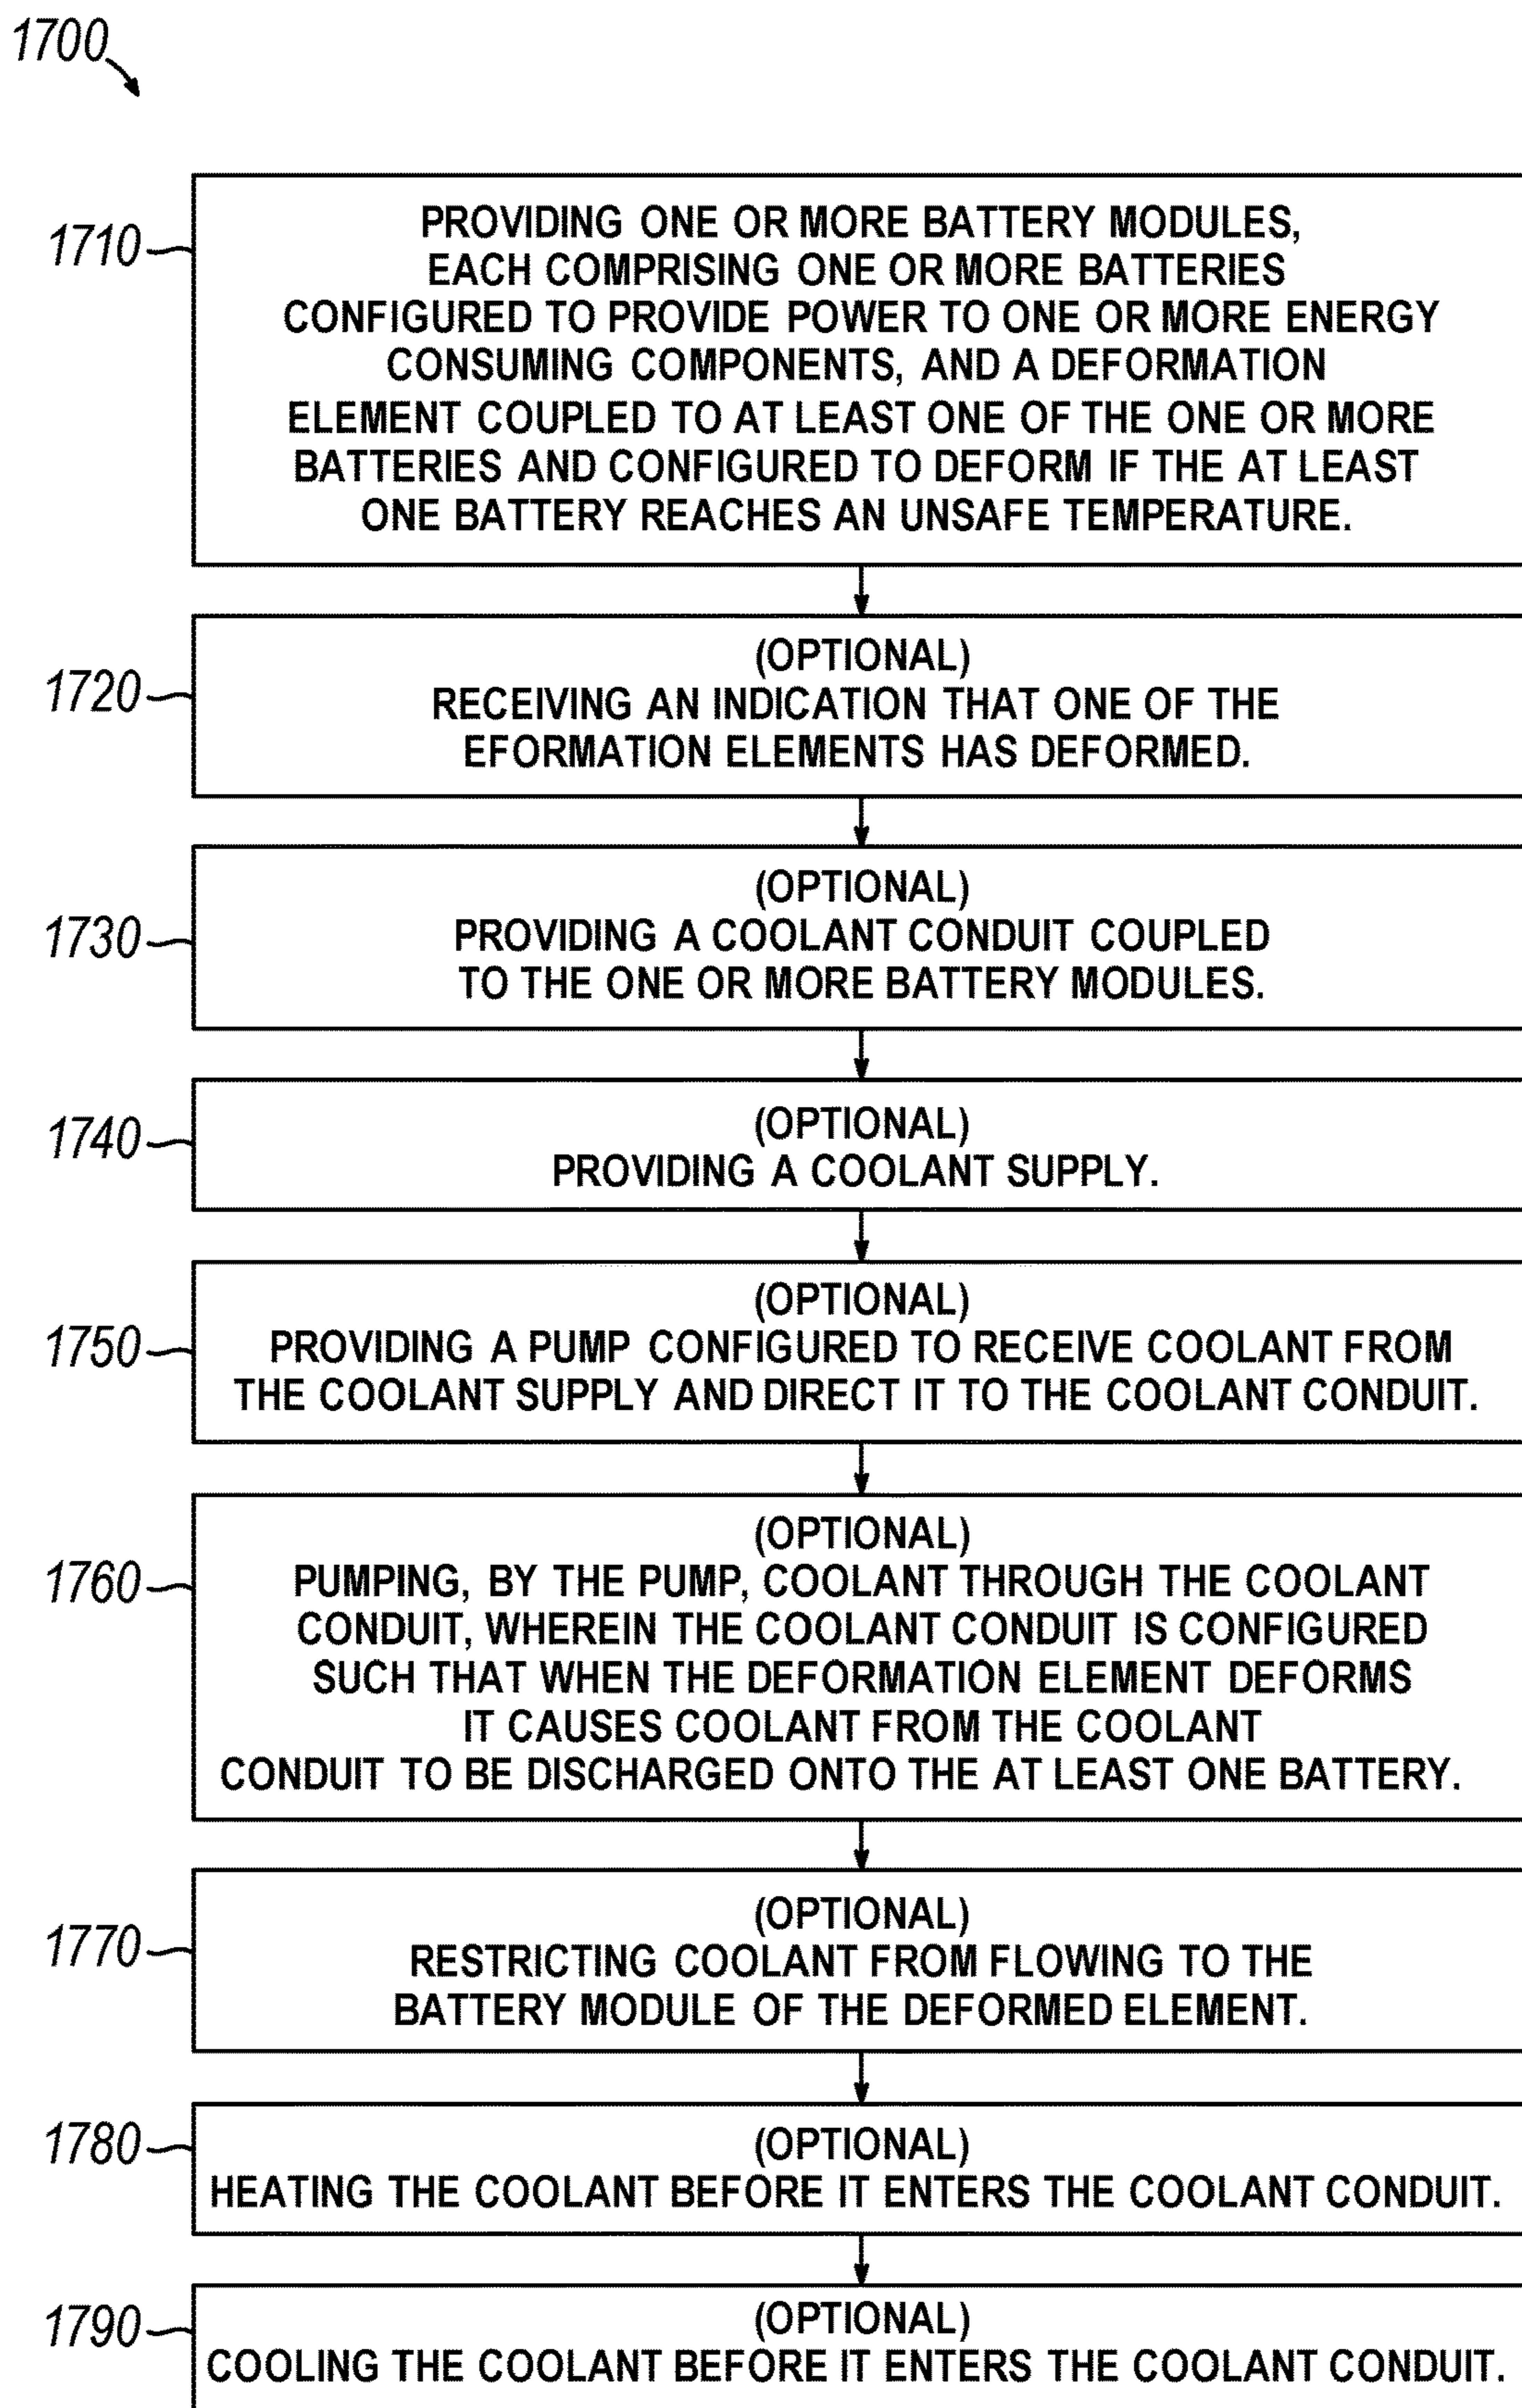 1700
1710
PROVIDING ONE OR MORE BATTERY MODULES,
EACH COMPRISING ONE OR MORE BATTERIES
CONFIGURED TO PROVIDE POWER TO ONE OR MORE ENERGY
CONSUMING COMPONENTS, AND A DEFORMATION
ELEMENT COUPLED TO AT LEAST ONE OF THE ONE OR MORE
BATTERIES AND CONFIGURED TO DEFORM IF THE AT LEAST
ONE BATTERY REACHES AN UNSAFE TEMPERATURE.
1720
(OPTIONAL)
RECEIVING AN INDICATION THAT ONE OF THE
EFORMATION ELEMENTS HAS DEFORMED.
1730
(OPTIONAL)
PROVIDING A COOLANT CONDUIT COUPLED
TO THE ONE OR MORE BATTERY MODULES.
1740
(OPTIONAL)
PROVIDING A COOLANT SUPPLY.
1750
(OPTIONAL)
PROVIDING A PUMP CONFIGURED TO RECEIVE COOLANT FROM
THE COOLANT SUPPLY AND DIRECT IT TO THE COOLANT CONDUIT.
1760
(OPTIONAL)
PUMPING, BY THE PUMP, COOLANT THROUGH THE COOLANT
CONDUIT, WHEREIN THE COOLANT CONDUIT IS CONFIGURED
SUCH THAT WHEN THE DEFORMATION ELEMENT DEFORMS
IT CAUSES COOLANT FROM THE COOLANT
CONDUIT TO BE DISCHARGED ONTO THE AT LEAST ONE BATTERY.
1770
(OPTIONAL)
RESTRICTING COOLANT FROM FLOWING TO THE
BATTERY MODULE OF THE DEFORMED ELEMENT.
1780
(OPTIONAL)
HEATING THE COOLANT BEFORE IT ENTERS THE COOLANT CONDUIT.
1790
(OPTIONAL)
COOLING THE COOLANT BEFORE IT ENTERS THE COOLANT CONDUIT.